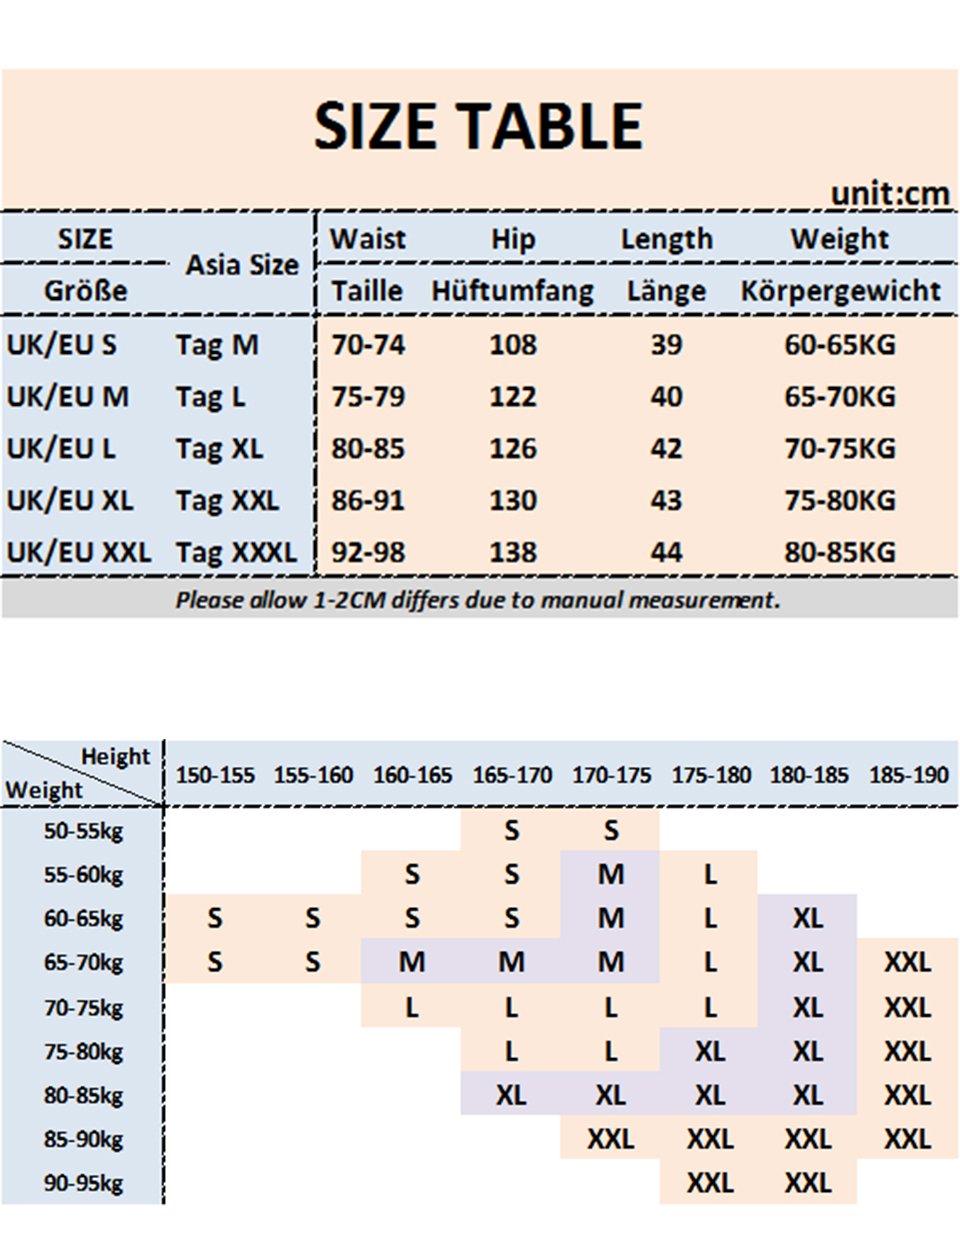 SIZE TABLE
unit:cm
SIZE Asia Size Waist Hip Length Weight
Größe Taille Hüftumfang Länge Körpergewicht
UK/EU S Tag M 70-74 108 39 60-65KG
UK/EU M Tag L 75-79 122 40 65-70KG
UK/EU L Tag XL 80-85 126 42 70-75KG
UK/EU XL Tag XXL 86-91 130 43 75-80KG
UK/EU XXL Tag XXXL 92-98 138 44 80-85KG
Please allow 1-2CM differs due to manual measurement.
Height
Weight 150-155 155-160 160-165 165-170 170-175 175-180 180-185 185-190
50-55kg S S
55-60kg S S M L
60-65kg S S S S M L XL
65-70kg S S M M M L XL XXL
70-75kg L L L L XL XXL
75-80kg L L XL XL XXL
80-85kg XL XL XL XL XXL
85-90kg XXL XXL XXL XXL
90-95kg XXL XXL